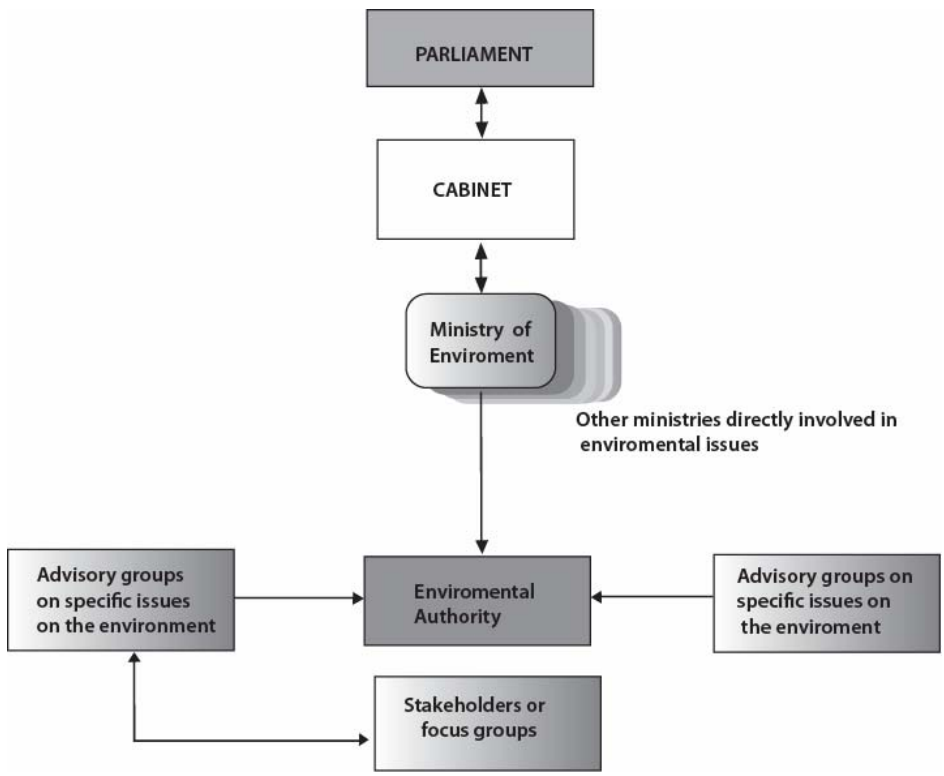 PARLIAMENT
CABINET
Ministry of
Enviroment
Other ministries directly involved in
enviromental issues
Advisory groups
on specific issues
on the environment
Enviromental
Authority
Advisory groups on
specific issues on
the enviroment
Stakeholders or
focus groups